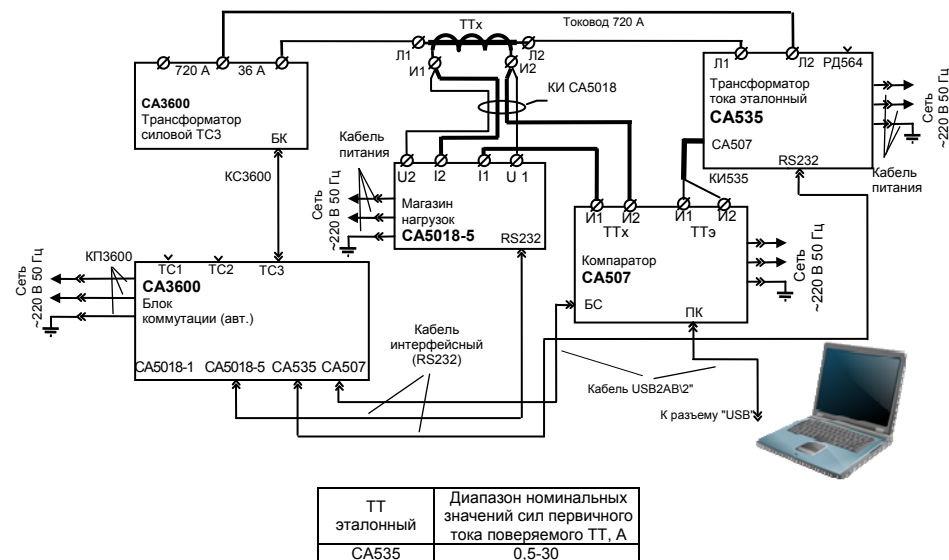 ТТх
Токовод 720 А
Л1
Л2
И1
И2
Л1
Л2
РД564
720 А
36 А
СА3600
Трансформатор
силовой ТС3
БК
КИ СА5018
Трансформатор
тока эталонный
СА535
СА507
RS232
Сеть
~220 В 50 Гц
Кабель
питания
Кабель
питания
КС3600
U2
I2
I1
U 1
КИ535
Сеть
~220 В 50 Гц
Магазин
нагрузок
СА5018-5
RS232
И1
И2
И1
И2
ТТх
ТТэ
Компаратор
СА507
БС
ПК
Сеть
~220 В 50 Гц
КП3600
Сеть
~220 В 50 Гц
ТС1
ТС2
ТС3
СА3600
Блок
коммутации (авт.)
СА5018-1
СА5018-5
СА535
СА507
Кабель
интерфейсный
(RS232)
Кабель USB2AB\2"
К разъему "USB"
ТТ
эталонный
Диапазон номинальных
значений сил первичного
тока поверяемого ТТ, А
СА535
0,5-30